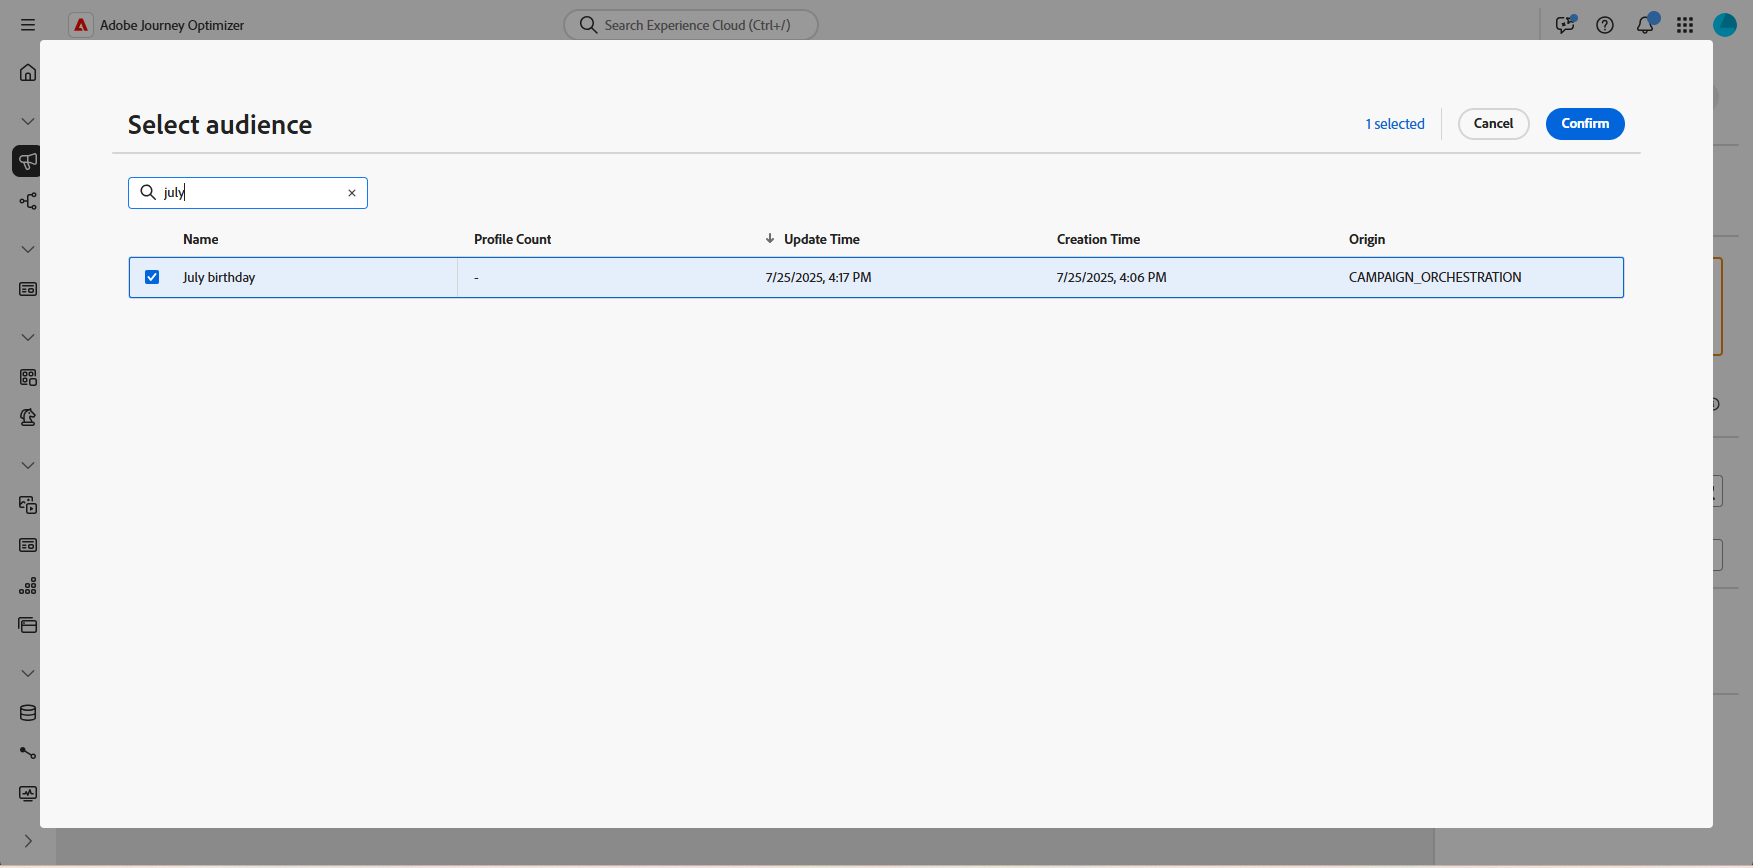 Adobe Journey Optimizer
Search Experience Cloud (Ctrl+/)
Select audience
1 selected
Cancel
Confirm
july
Name Profile Count Update Time Creation Time Origin
July birthday - 7/25/2025, 4:17 PM 7/25/2025, 4:06 PM CAMPAIGN_ORCHESTRATION